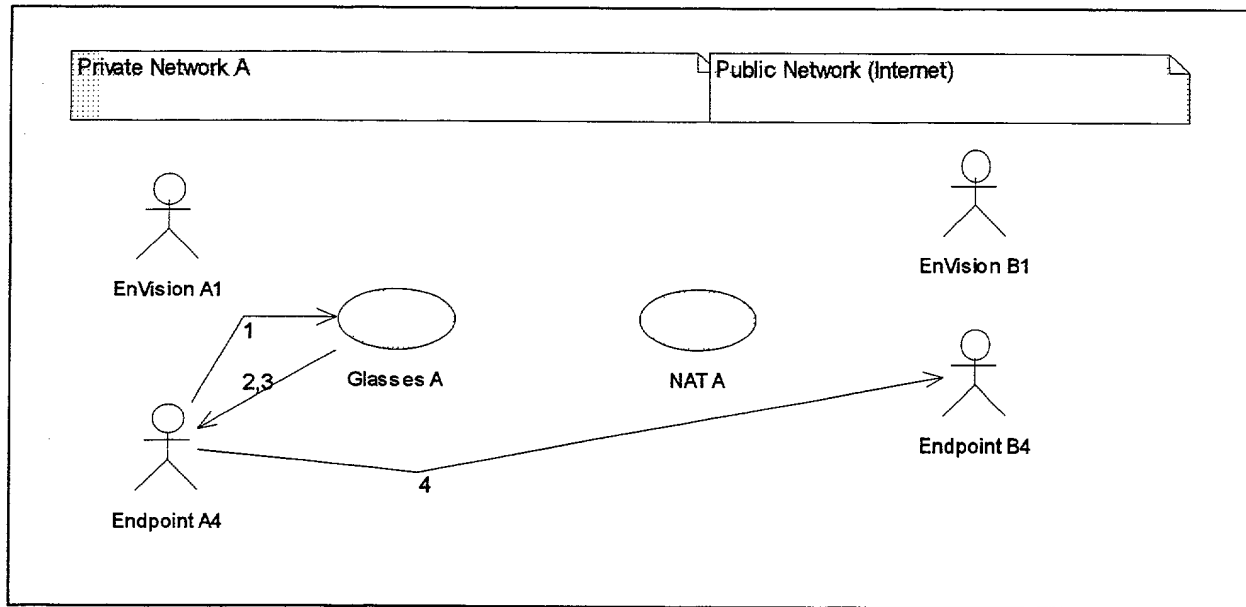 Private Network A
Public Network (Internet)
EnVision A1
EnVision B1
1
2,3
Glasses A
NAT A
Endpoint B4
4
Endpoint A4